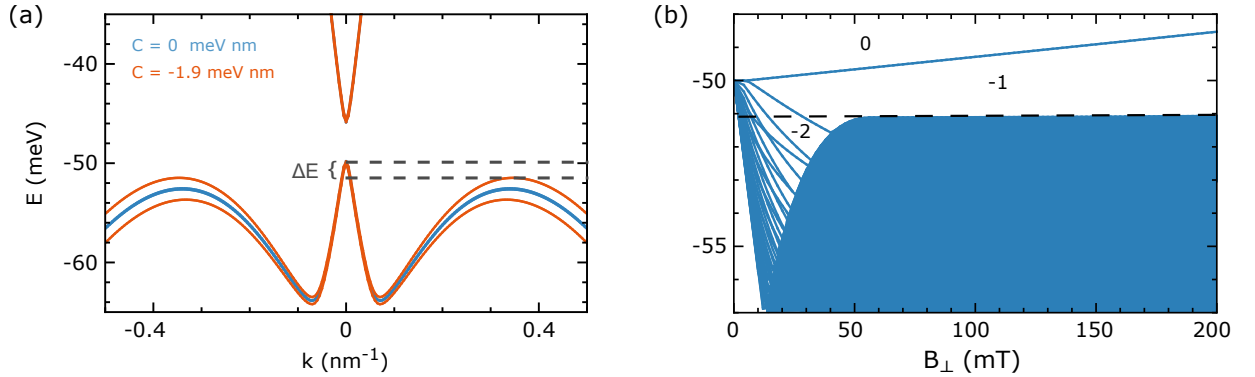 (a)
C = 0 meV nm
C = -1.9 meV nm
-40
-50
-60
ΔE {
E (meV)
-0.4
0
0.4
k (nm⁻¹)
(b)
0
-1
-2
-50
-55
0
50
100
150
200
B⊥ (mT)